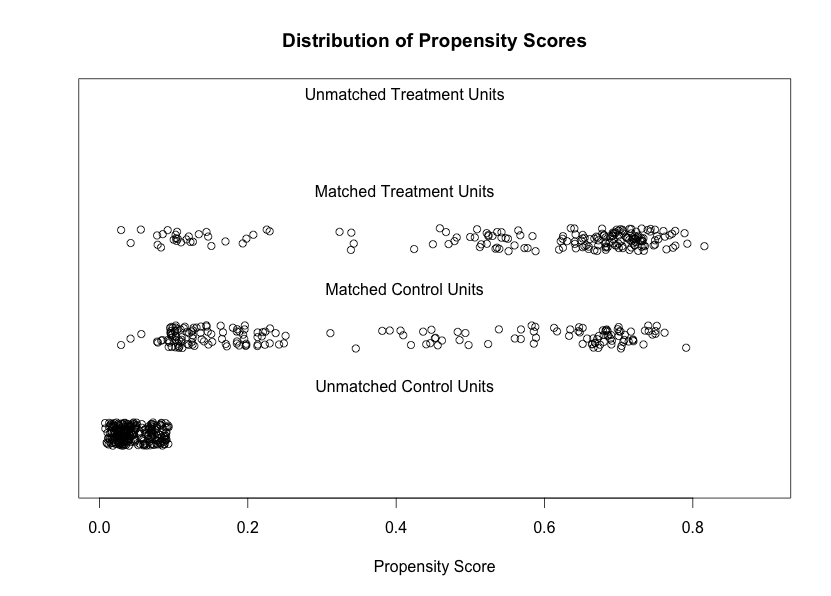 Distribution of Propensity Scores
Unmatched Treatment Units
Matched Treatment Units
Matched Control Units
Unmatched Control Units
0.0 0.2 0.4 0.6 0.8
Propensity Score